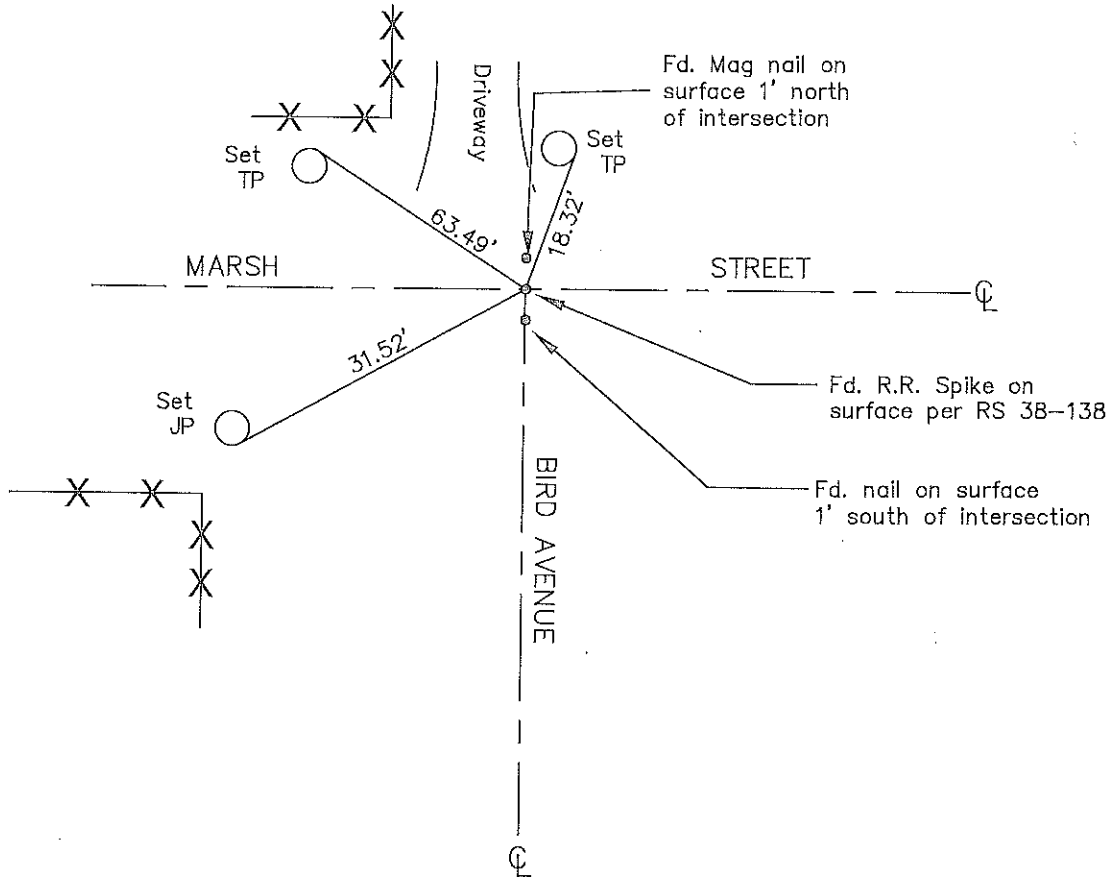 Fd. Mag nail on
surface 1' north
of intersection
Driveway
Set
TP
Set
TP
63.49'
18.32'
MARSH STREET
℄
31.52'
Set
JP
Fd. R.R. Spike on
surface per RS 38-138
BIRD AVENUE
Fd. nail on surface
1' south of intersection
℄